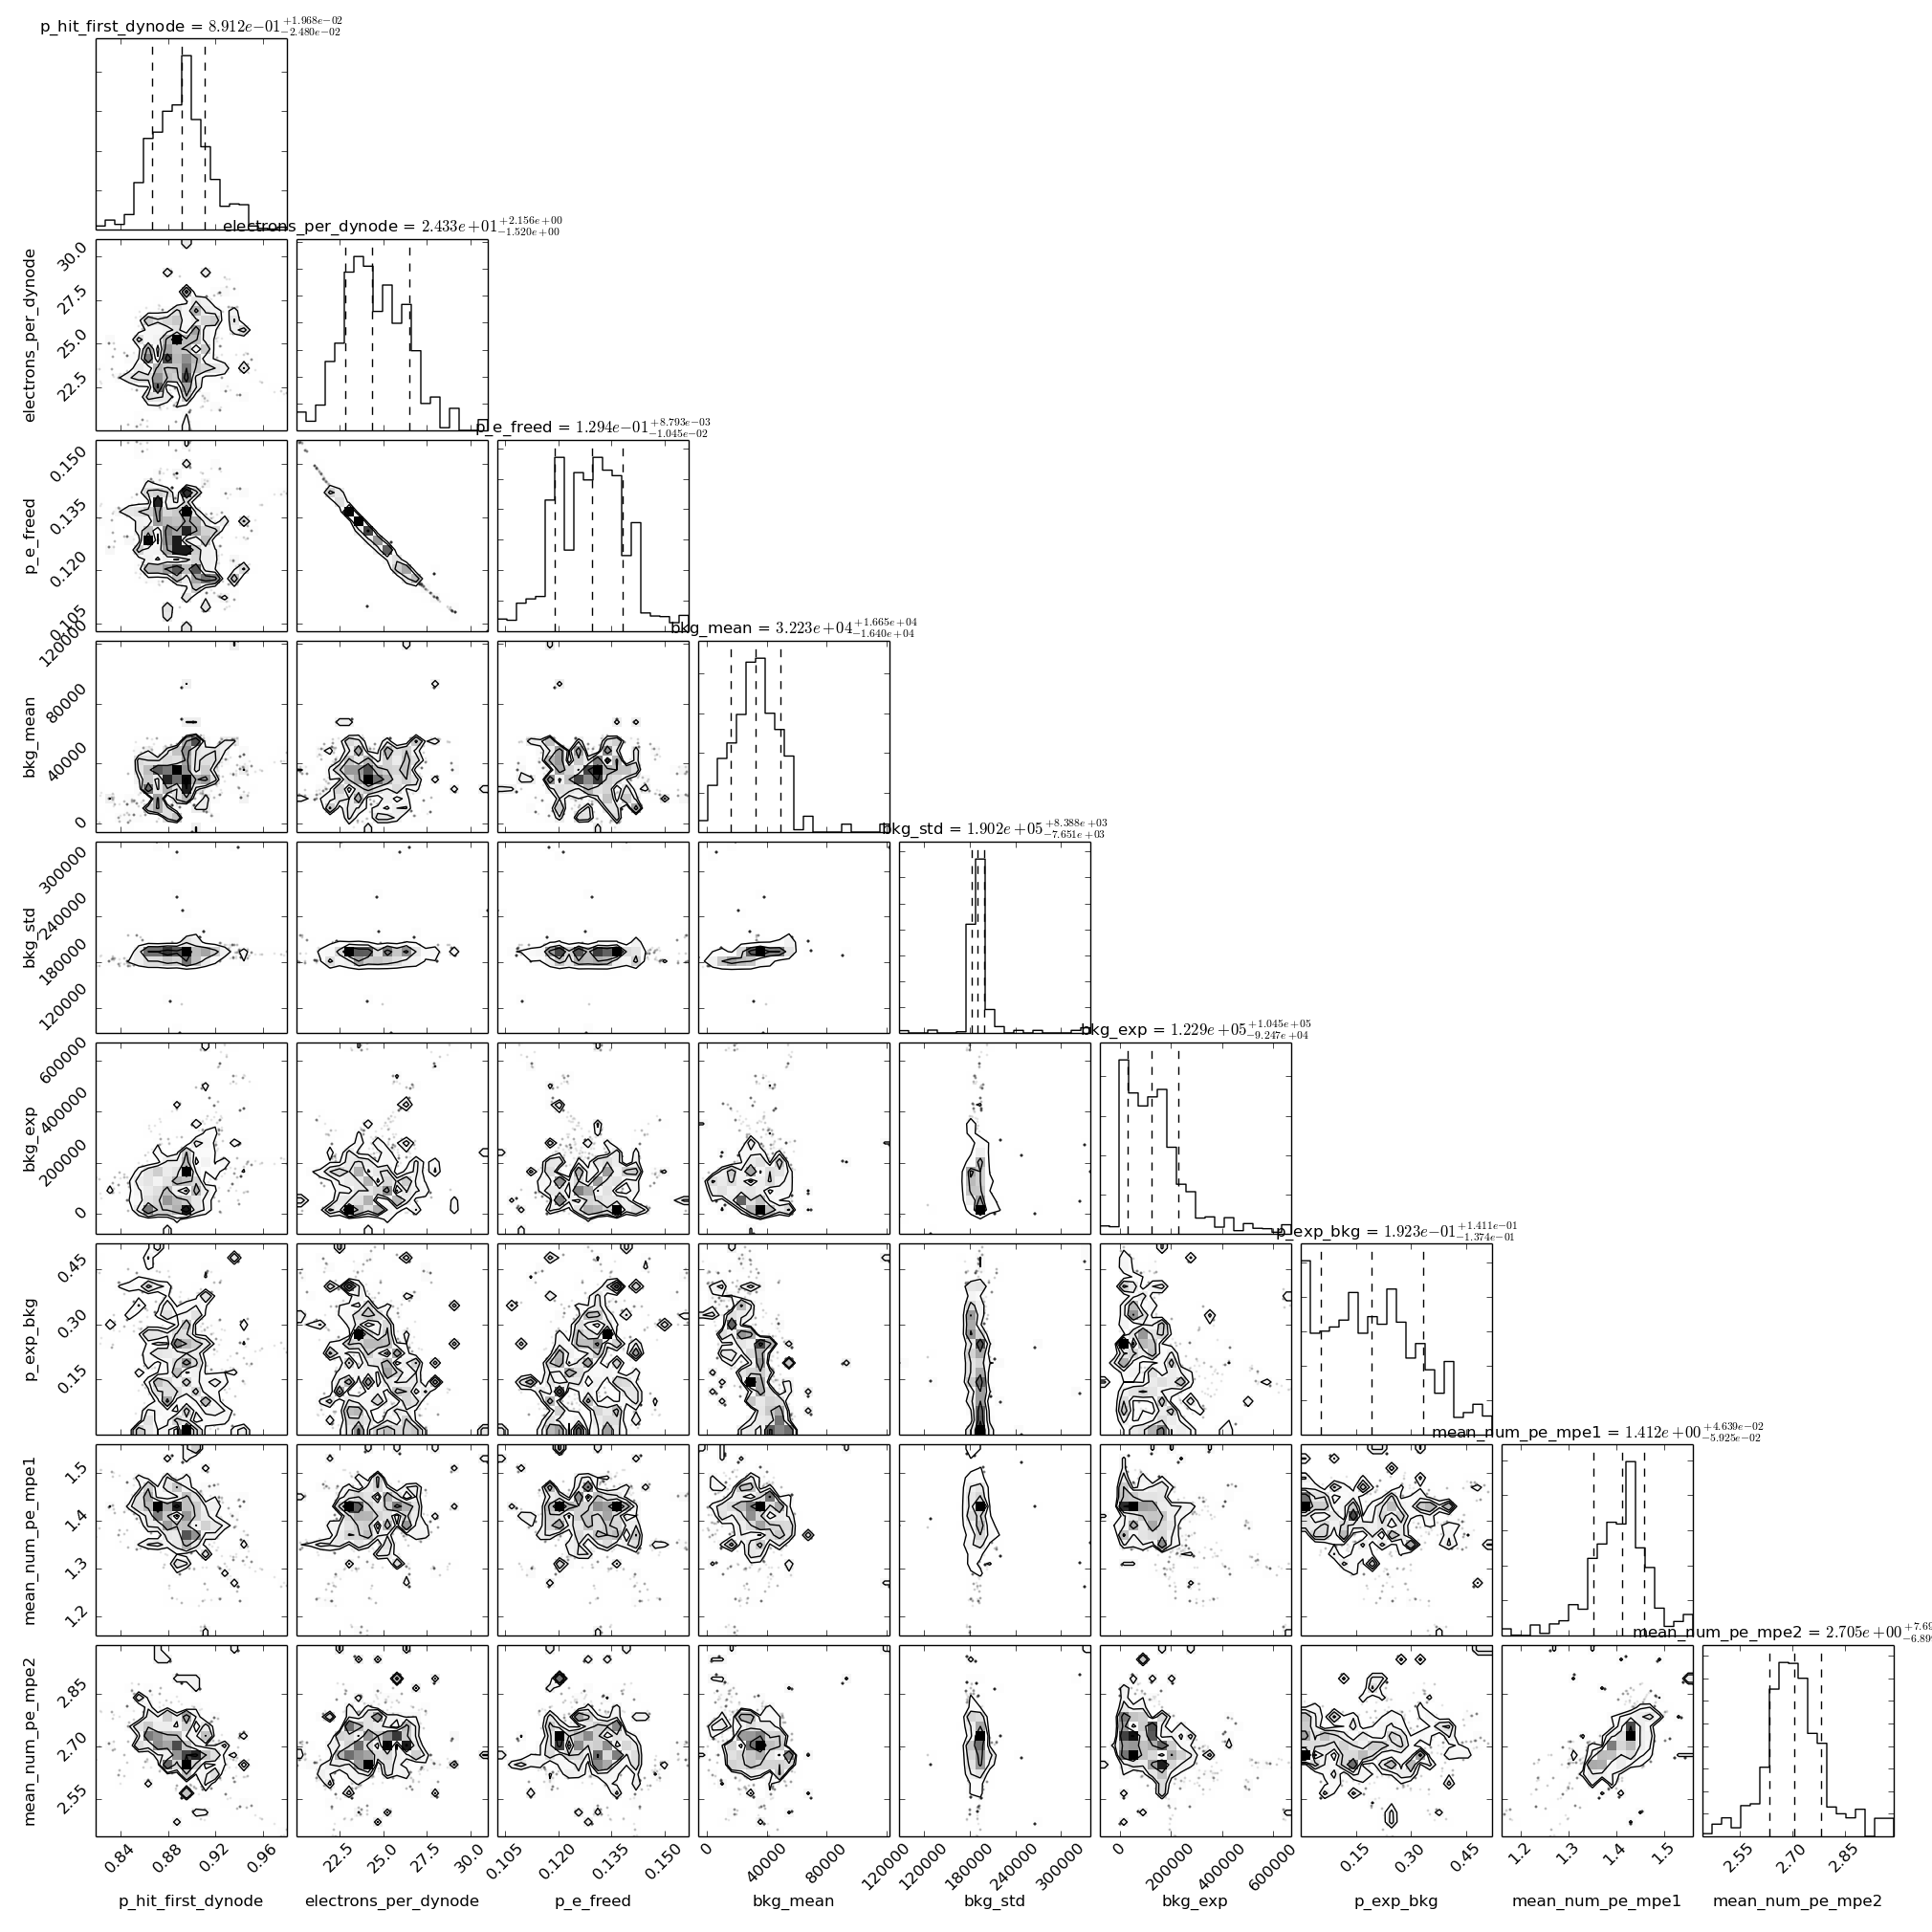 p_hit_first_dynode = 8.912e−01 +1.968e−02 −2.480e−02
electrons_per_dynode = 2.433e+01 +2.156e+00 −1.520e+00
p_e_freed = 1.294e−01 +8.793e−03 −1.045e−02
bkg_mean = 3.223e+04 +1.665e+04 −1.640e+04
bkg_std = 1.902e+05 +8.388e+03 −7.651e+03
bkg_exp = 1.229e+05 +1.045e+05 −9.247e+04
p_exp_bkg = 1.923e−01 +1.411e−01 −1.374e−01
mean_num_pe_mpe1 = 1.412e+00 +4.639e−02 −5.925e−02
mean_num_pe_mpe2 = 2.705e+00 +7.69 −6.89
electrons_per_dynode
30.0
27.5
25.0
22.5
p_e_freed
0.150
0.135
0.120
0.105
bkg_mean
120000
80000
40000
0
bkg_std
300000
240000
180000
120000
bkg_exp
600000
400000
200000
0
p_exp_bkg
0.45
0.30
0.15
mean_num_pe_mpe1
1.5
1.4
1.3
1.2
mean_num_pe_mpe2
2.85
2.70
2.55
0.84 0.88 0.92 0.96 22.5 25.0 27.5 30.0 0.105 0.120 0.135 0.150 0 40000 80000 120000 120000 180000 240000 300000 0 200000 400000 600000 0.15 0.30 0.45 1.2 1.3 1.4 1.5 2.55 2.70 2.85
p_hit_first_dynode electrons_per_dynode p_e_freed bkg_mean bkg_std bkg_exp p_exp_bkg mean_num_pe_mpe1 mean_num_pe_mpe2